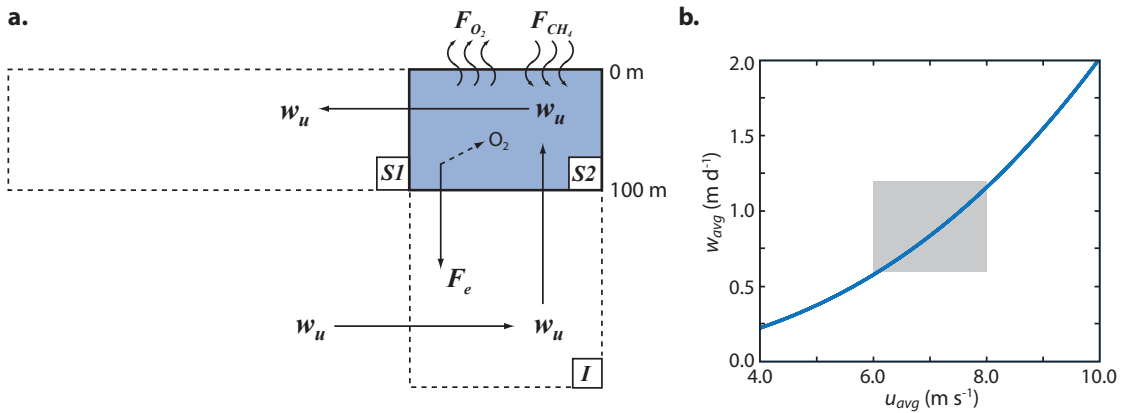 a.
F_O₂
F_CH₄
0 m
w_u
w_u
O₂
S1
S2
100 m
F_e
w_u
w_u
I
b.
2.0
1.5
1.0
0.5
0.0
w_avg (m d⁻¹)
4.0 6.0 8.0 10.0
u_avg (m s⁻¹)